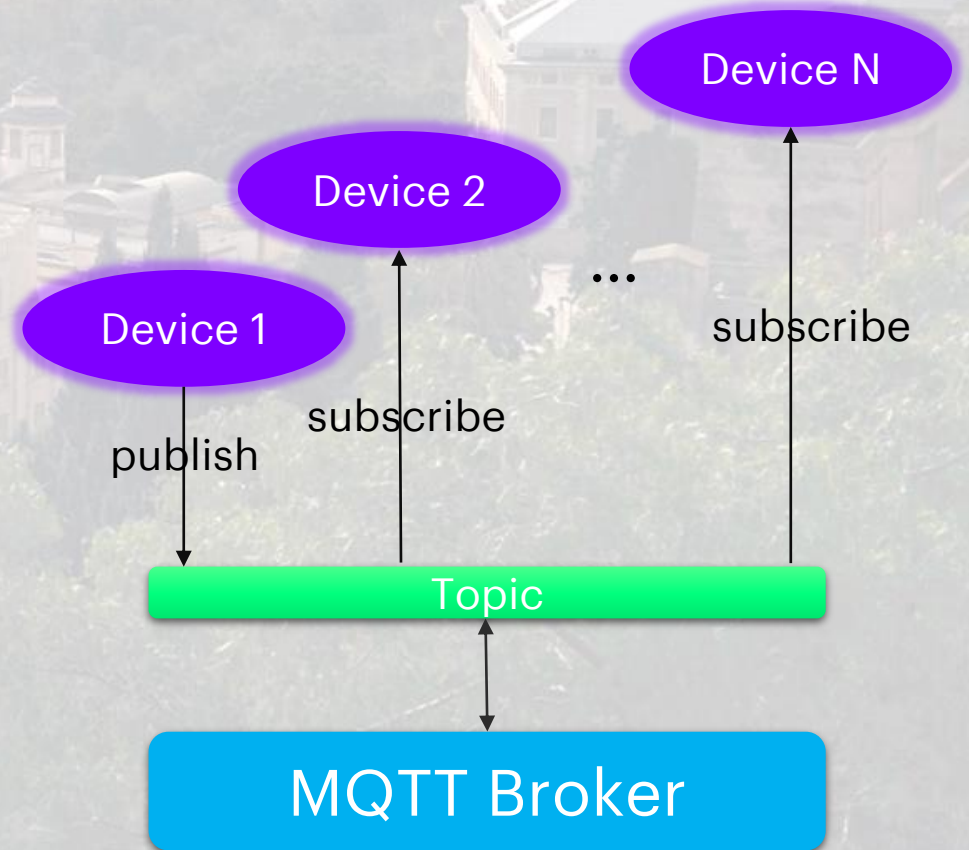 Device N
Device 2
...
Device 1
subscribe
subscribe
publish
Topic
MQTT Broker